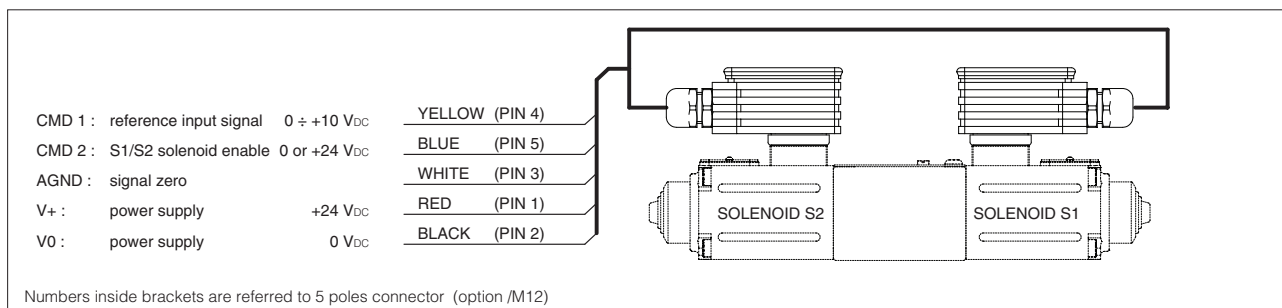 CMD 1 : reference input signal 0 ÷ +10 VDC YELLOW (PIN 4)
CMD 2 : S1/S2 solenoid enable 0 or +24 VDC BLUE (PIN 5)
AGND : signal zero WHITE (PIN 3)
V+ : power supply +24 VDC RED (PIN 1)
V0 : power supply 0 VDC BLACK (PIN 2)
SOLENOID S2 SOLENOID S1
Numbers inside brackets are referred to 5 poles connector (option /M12)